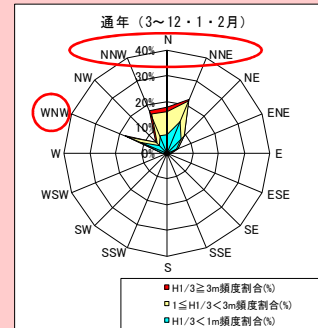 通年（3～12・1・2月）
N
NNW
40%
NNE
NW
30%
NE
20%
WNW
10%
ENE
W
0%
E
WSW
ESE
SW
SE
SSW
SSE
S
H1/3≧3m頻度割合(%)
1≦H1/3<3m頻度割合(%)
H1/3<1m頻度割合(%)